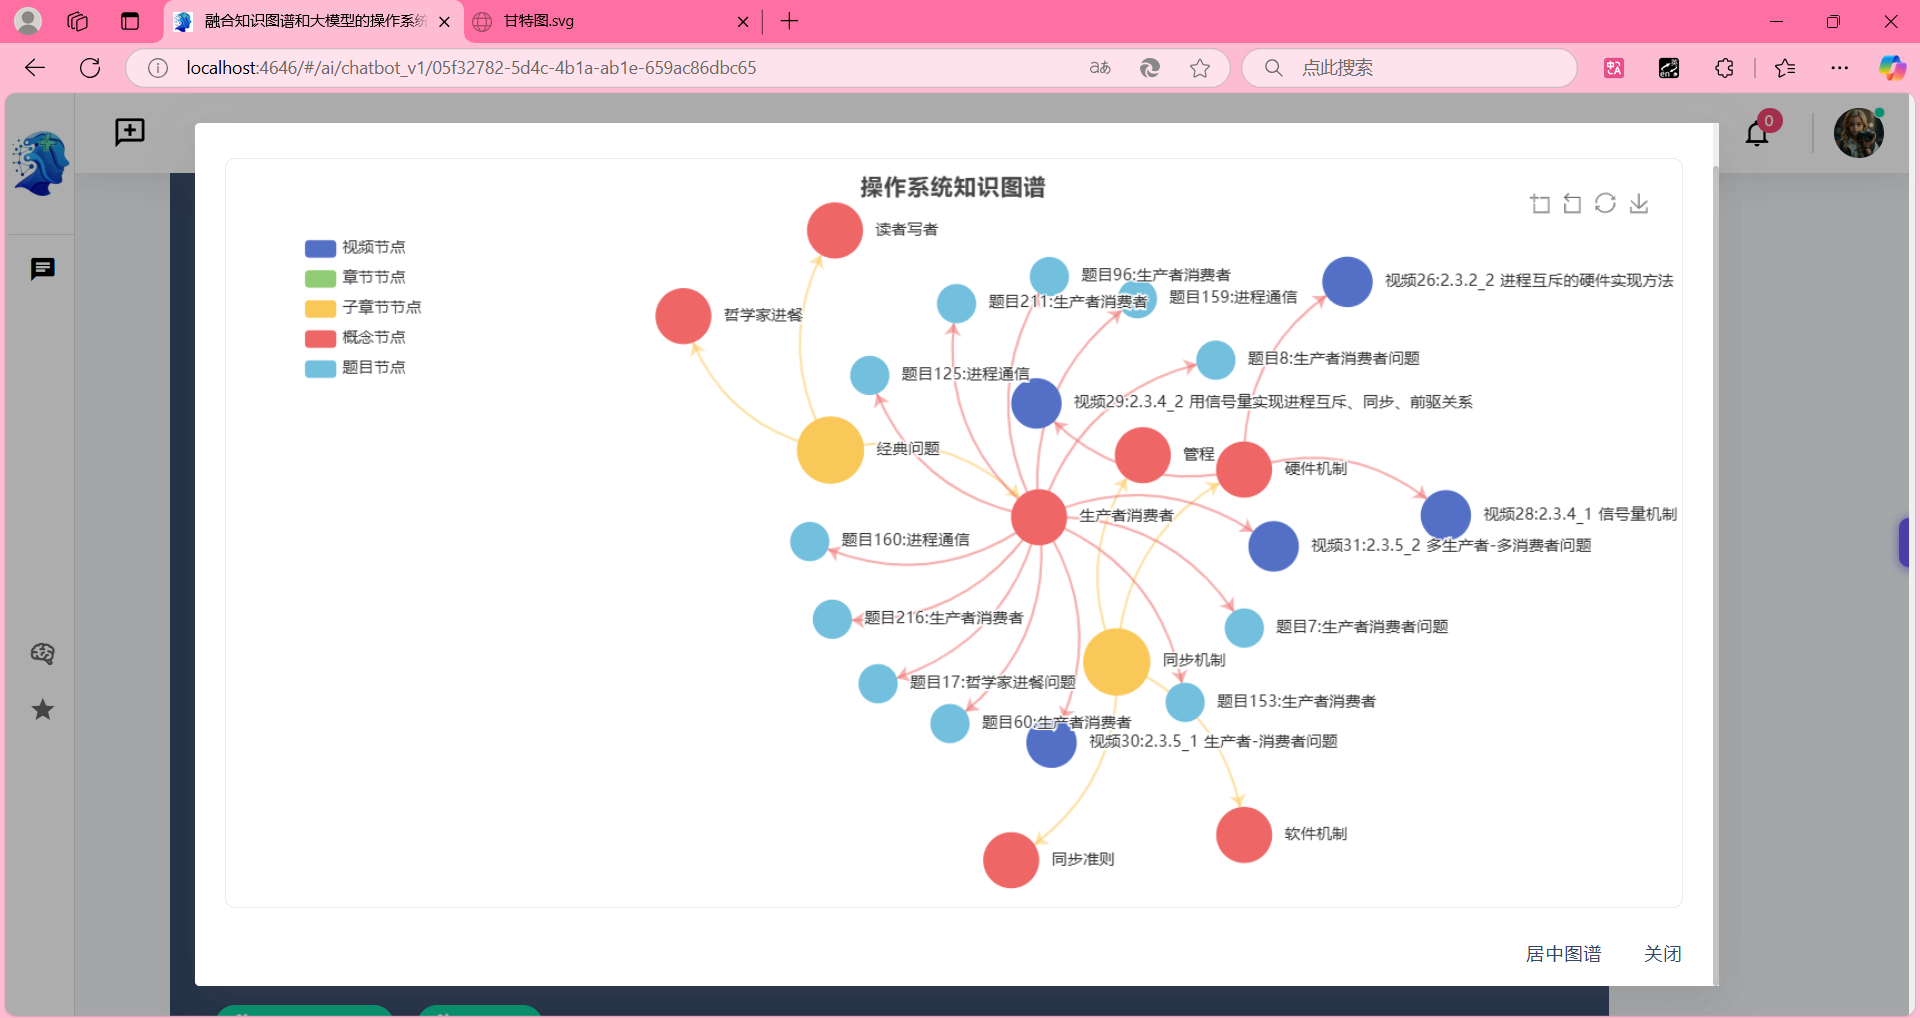 融合知识图谱和大模型的操作系统
甘特图.svg
localhost:4646/#/ai/chatbot_v1/05f32782-5d4c-4b1a-ab1e-659ac86dbc65
点此搜索
0
操作系统知识图谱
视频节点
章节节点
子章节节点
概念节点
题目节点
读者写者
哲学家进餐
题目96:生产者消费者
题目211:生产者消费者
题目159:进程通信
视频26:2.3.2_2 进程互斥的硬件实现方法
题目8:生产者消费者问题
题目125:进程通信
视频29:2.3.4_2 用信号量实现进程互斥、同步、前驱关系
经典问题
管程
硬件机制
生产者消费者
视频28:2.3.4_1 信号量机制
题目160:进程通信
视频31:2.3.5_2 多生产者-多消费者问题
题目216:生产者消费者
题目7:生产者消费者问题
同步机制
题目17:哲学家进餐问题
题目153:生产者消费者
题目60:生产者消费者
视频30:2.3.5_1 生产者-消费者问题
软件机制
同步准则
居中图谱
关闭